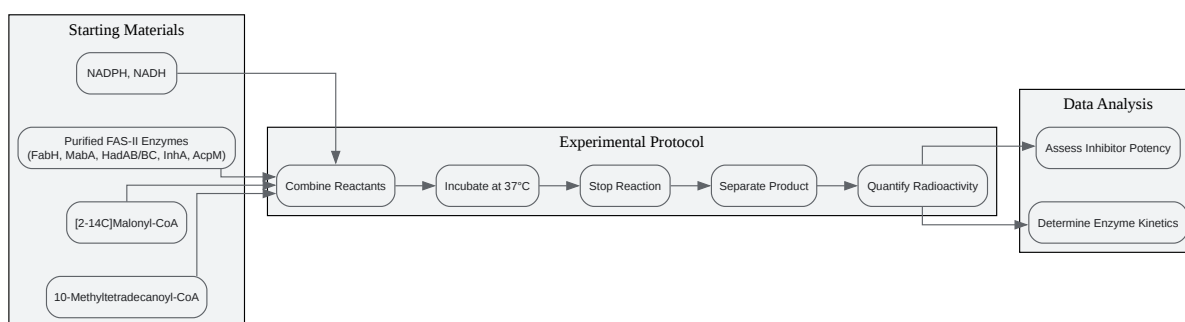 Starting Materials
NADPH, NADH
Purified FAS-II Enzymes
(FabH, MabA, HadAB/BC, InhA, AcpM)
[2-14C]Malonyl-CoA
10-Methyltetradecanoyl-CoA
Experimental Protocol
Combine Reactants
Incubate at 37°C
Stop Reaction
Separate Product
Quantify Radioactivity
Data Analysis
Assess Inhibitor Potency
Determine Enzyme Kinetics